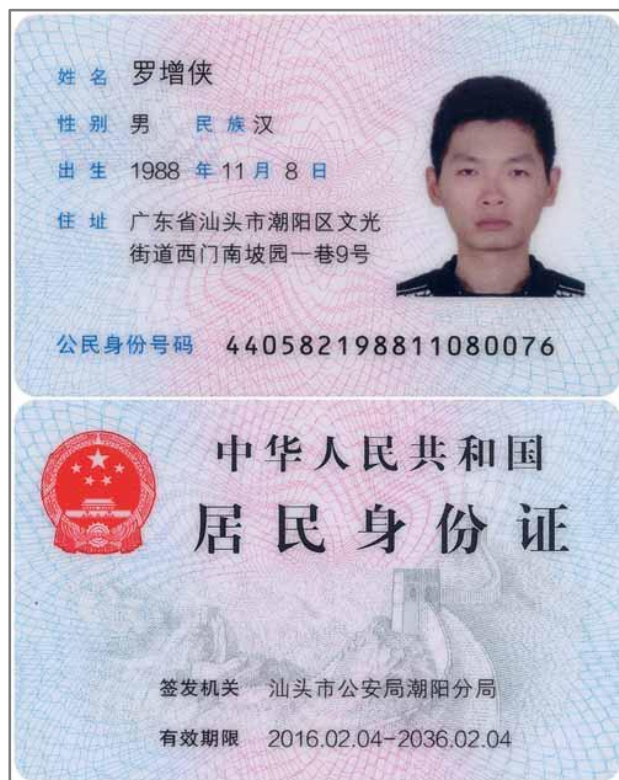 姓名 罗增侠
性别 男 民族 汉
出生 1988 年 11 月 8 日
住址 广东省汕头市潮阳区文光
街道西门南坡园一巷9号
公民身份号码 440582198811080076
中华人民共和国
居民身份证
签发机关 汕头市公安局潮阳分局
有效期限 2016.02.04-2036.02.04